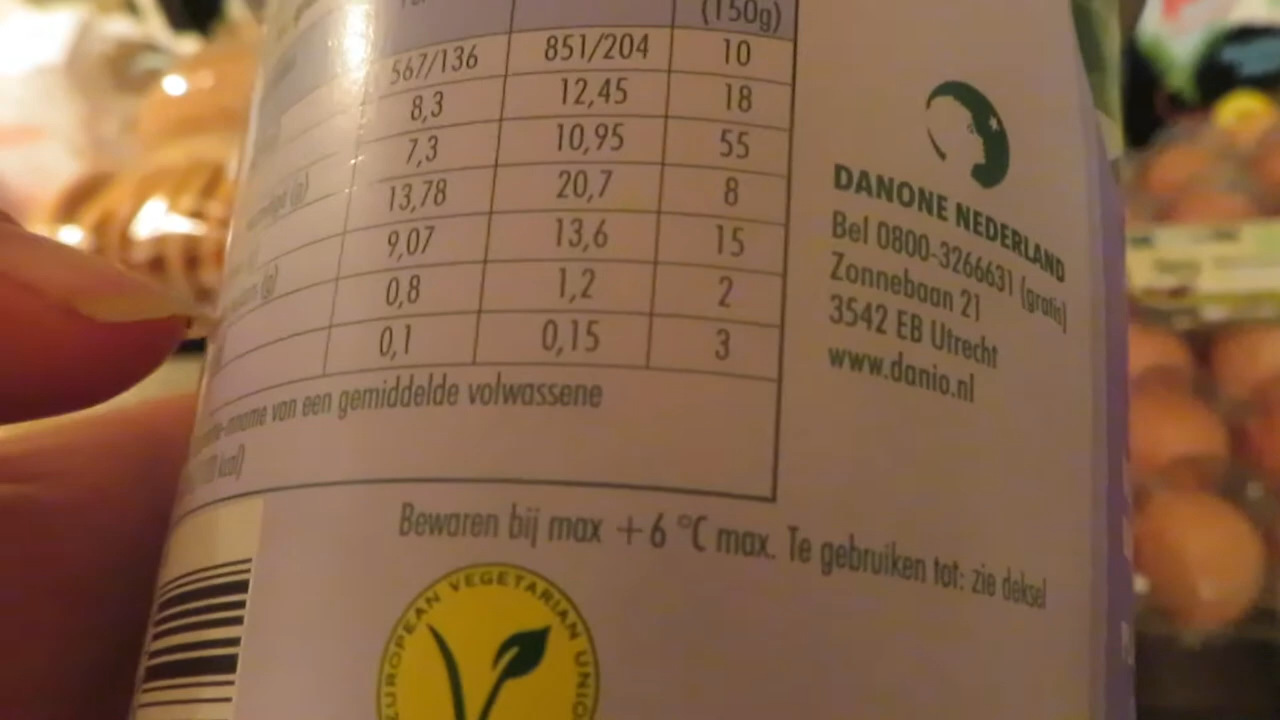 (150g)
567/136 851/204 10
8,3 12,45 18
7,3 10,95 55
13,78 20,7 8
9,07 13,6 15
(g) 0,8 1,2 2
0,1 0,15 3
van een gemiddelde volwassene
kcal)
DANONE NEDERLAND
Bel 0800-3266631 (gratis)
Zonnebaan 21
3542 EB Utrecht
www.danio.nl
Bewaren bij max +6 °C max. Te gebruiken tot: zie deksel
EUROPEAN VEGETARIAN UNION